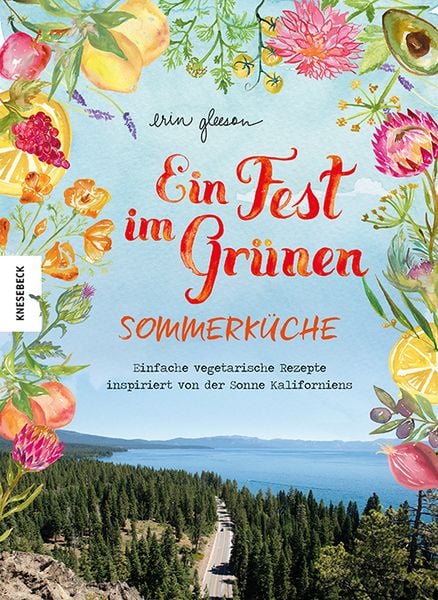 erin gleeson
Ein Fest
im Grünen
SOMMERKÜCHE
Einfache vegetarische Rezepte
inspiriert von der Sonne Kaliforniens
KNESEBECK